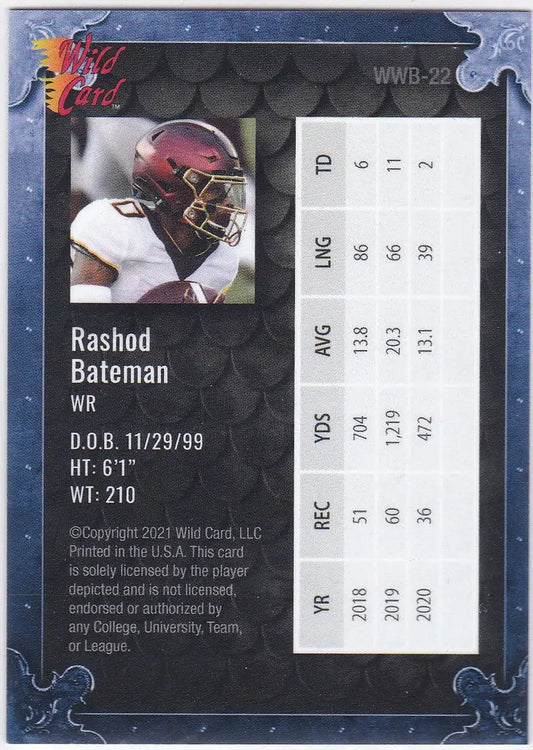 Wild
Card™
WWB-22
Rashod
Bateman
WR
D.O.B. 11/29/99
HT: 6'1"
WT: 210
©Copyright 2021 Wild Card, LLC
Printed in the U.S.A. This card
is solely licensed by the player
depicted and is not licensed,
endorsed or authorized by
any College, University, Team,
or League.
YR REC YDS AVG LNG TD
2018 51 704 13.8 86 6
2019 60 1,219 20.3 66 11
2020 36 472 13.1 39 2
0